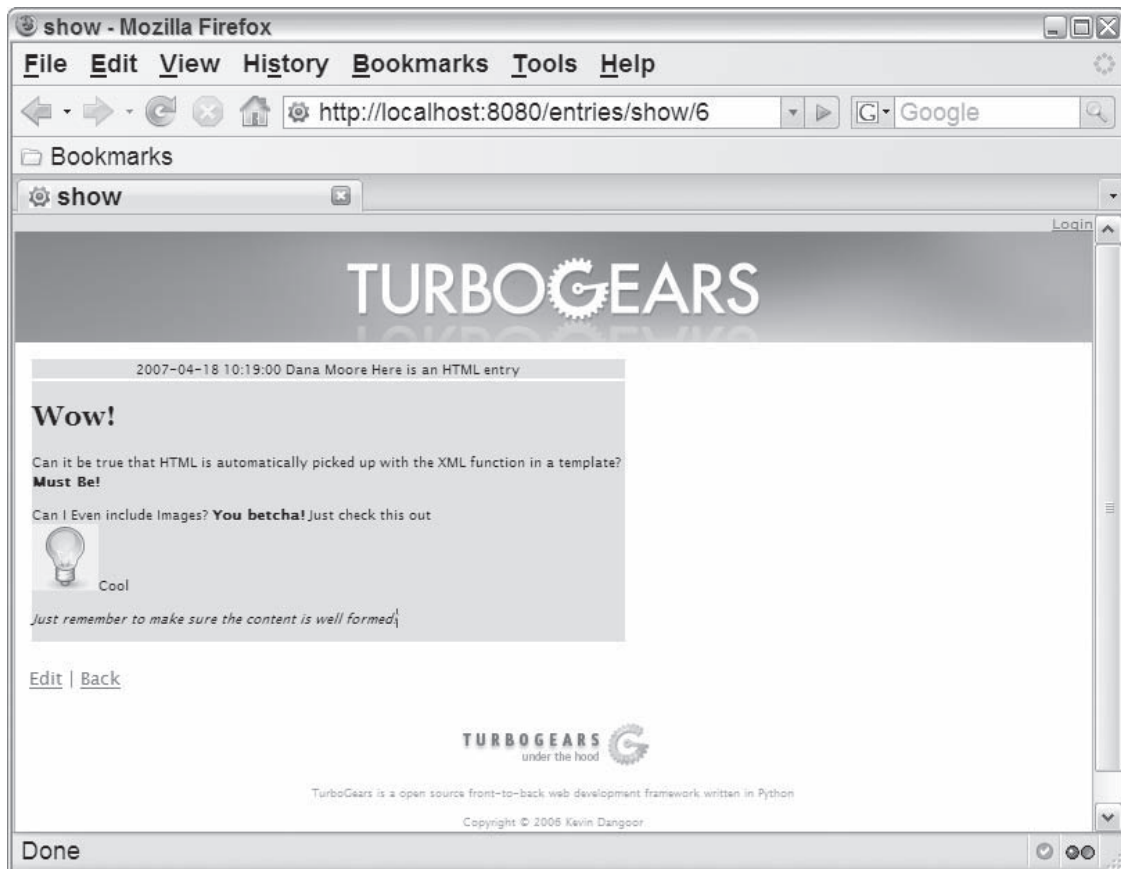 show - Mozilla Firefox
File Edit View History Bookmarks Tools Help
http://localhost:8080/entries/show/6
G Google
Bookmarks
show
Login
TURBOGEARS
2007-04-18 10:19:00 Dana Moore Here is an HTML entry
Wow!
Can it be true that HTML is automatically picked up with the XML function in a template?
Must Be!
Can I Even include Images? You betcha! Just check this out
Cool
Just remember to make sure the content is well formed.
Edit | Back
TURBOGEARS
under the hood
TurboGears is a open source front-to-back web development framework written in Python
Copyright © 2006 Kevin Dangoor
Done